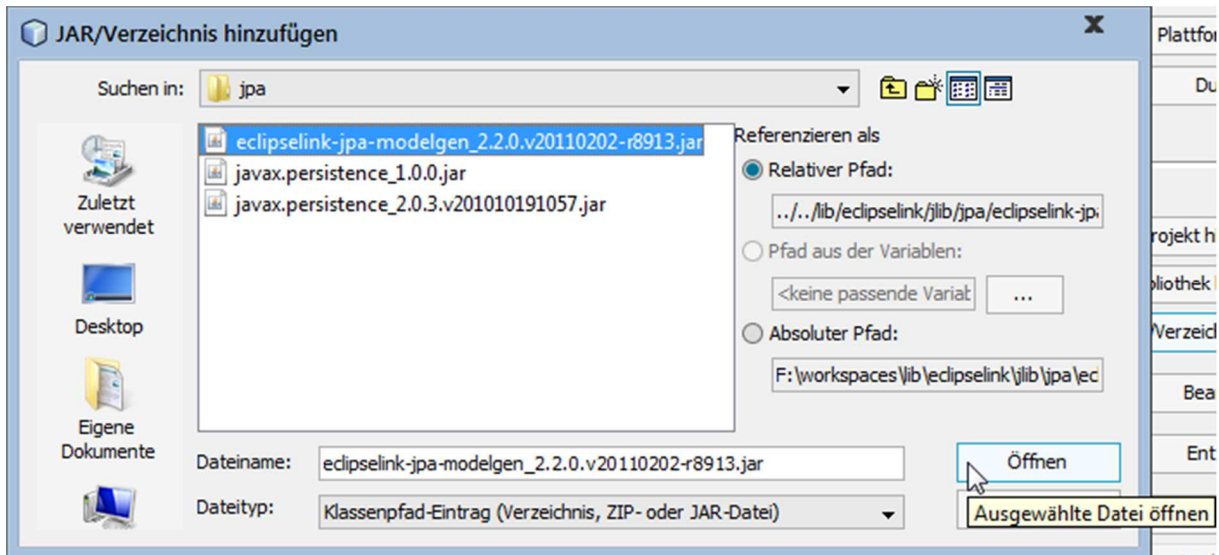 JAR/Verzeichnis hinzufügen
Suchen in:
jpa
Zuletzt
verwendet
Desktop
Eigene
Dokumente
eclipselink-jpa-modelgen_2.2.0.v20110202-r8913.jar
javax.persistence_1.0.0.jar
javax.persistence_2.0.3.v201010191057.jar
Referenzieren als
Relativer Pfad:
../../lib/eclipselink/jlib/jpa/eclipselink-jp
Pfad aus der Variablen:
<keine passende Variab
...
Absoluter Pfad:
F:\workspaces\lib\eclipselink\jlib\jpa\ecl
Dateiname:
eclipselink-jpa-modelgen_2.2.0.v20110202-r8913.jar
Öffnen
Dateityp:
Klassenpfad-Eintrag (Verzeichnis, ZIP- oder JAR-Datei)
Ausgewählte Datei öffnen
Plattfor
Du
rojekt h
bliothek
/Verzeich
Bea
Ent